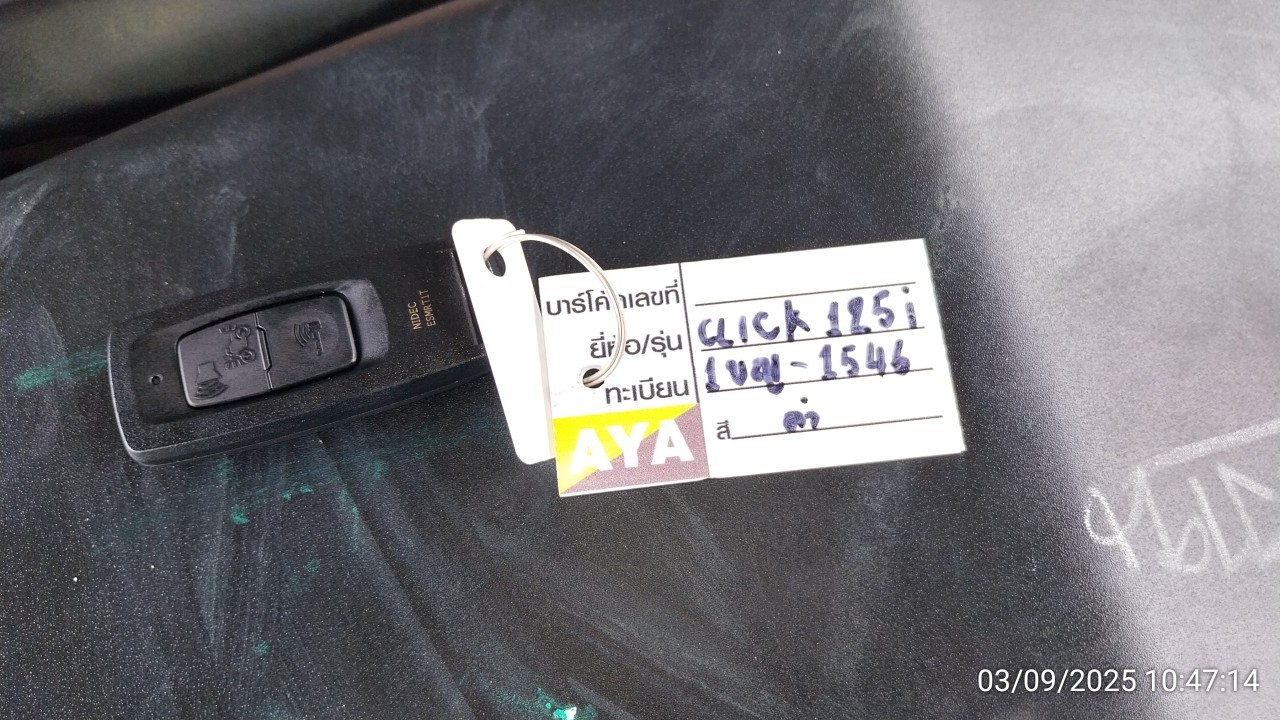 NIDEC
ESMRT1T
บาร์โค้ดเลขที่
ยี่ห้อ/รุ่น click 125i
ทะเบียน 1ขญ-1546
สี ดำ
AYA
03/09/2025 10:47:14